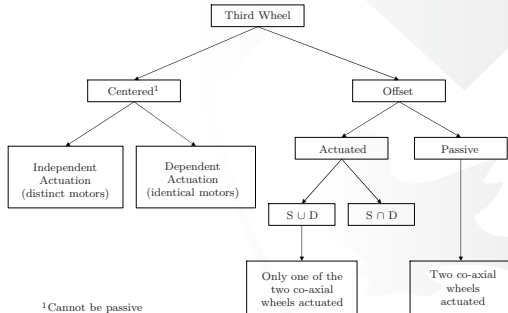 Third Wheel
Centered¹
Offset
Independent
Actuation
(distinct motors)
Dependent
Actuation
(identical motors)
Actuated
Passive
S ∪ D
S ∩ D
Only one of the
two co-axial
wheels actuated
Two co-axial
wheels
actuated
¹Cannot be passive